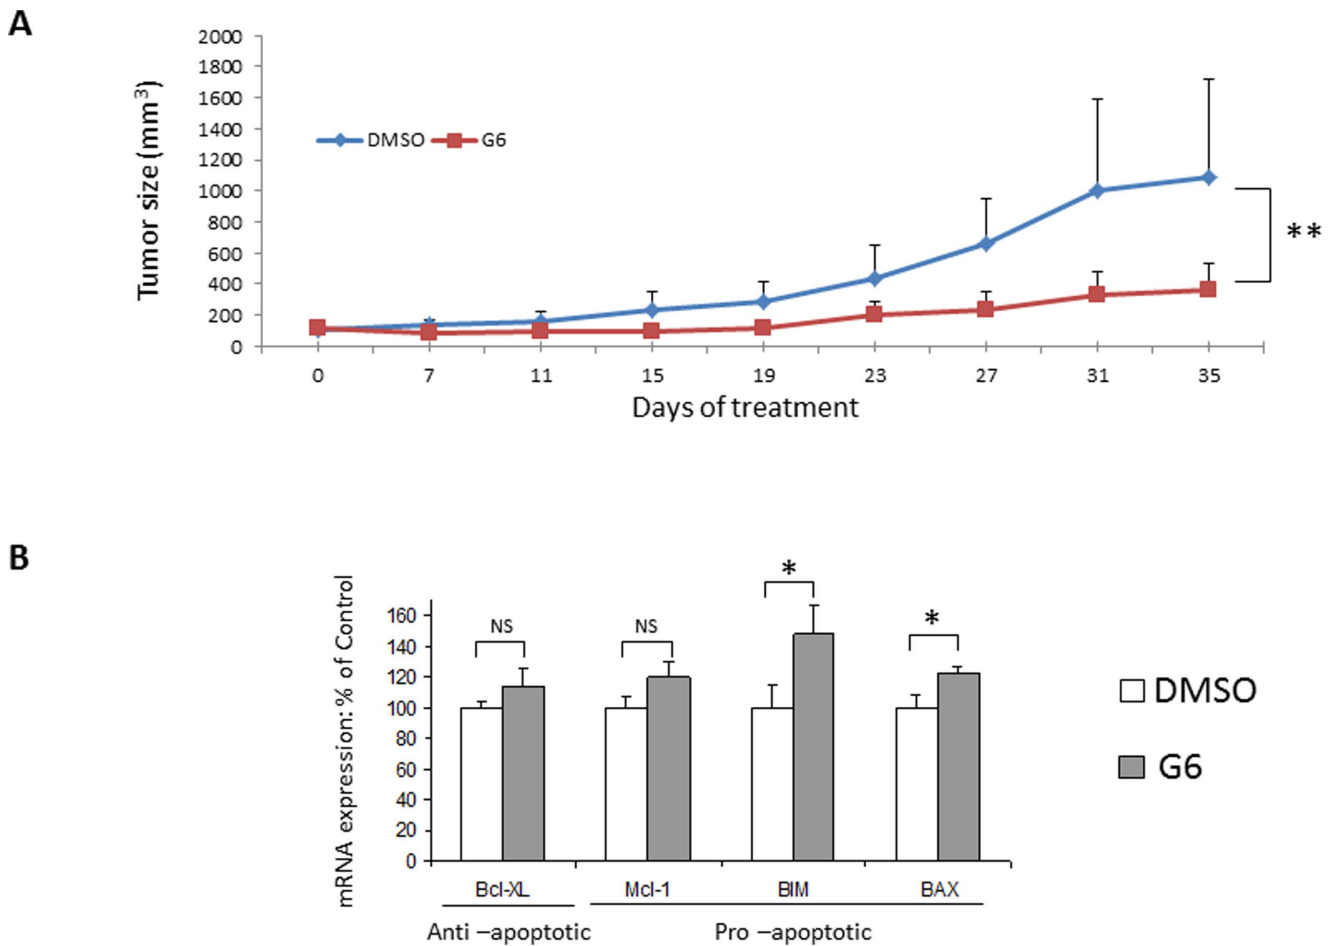 A
Tumor size (mm³)
2000
1800
1600
1400
1200
1000
800
600
400
200
0
DMSO G6
**
0 7 11 15 19 23 27 31 35
Days of treatment
B
mRNA expression: % of Control
160
140
120
100
80
60
40
20
0
NS NS * *
Bcl-XL Mcl-1 BIM BAX
Anti –apoptotic Pro –apoptotic
DMSO
G6